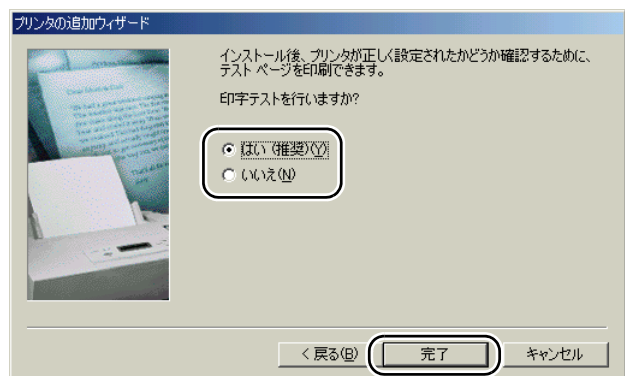 プリンタの追加ウィザード
インストール後、プリンタが正しく設定されたかどうか確認するために、
テスト ページを印刷できます。
印字テストを行いますか?
はい (推奨)(Y)
いいえ(N)
< 戻る(B)
完了
キャンセル